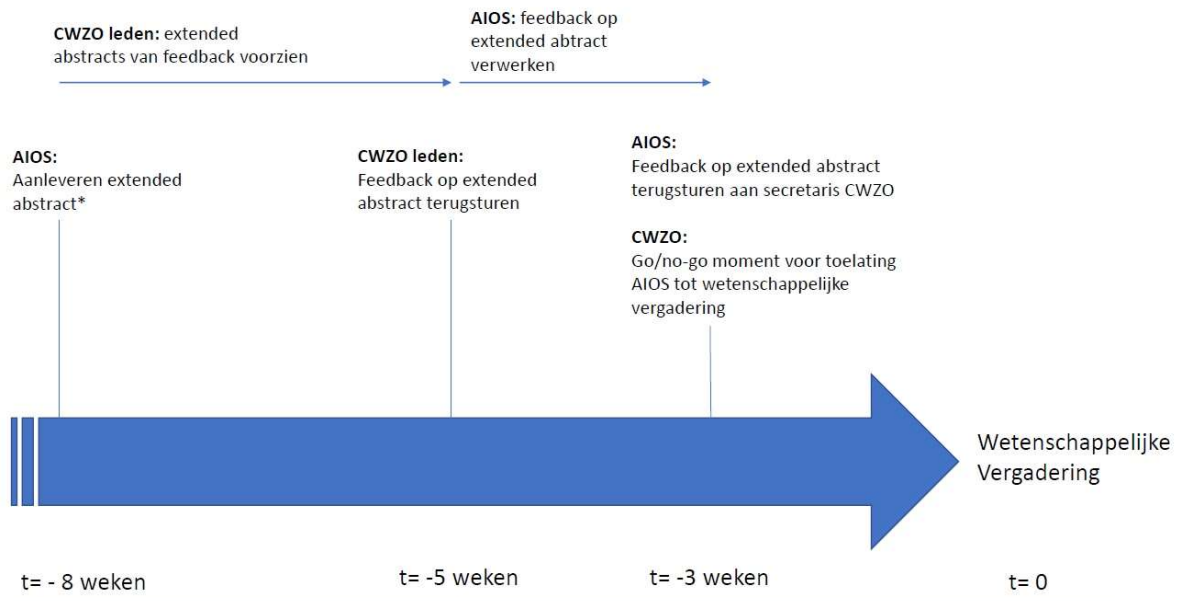 CWZO leden: extended
abstracts van feedback voorzien
AIOS: feedback op
extended abtract
verwerken
AIOS:
Aanleveren extended
abstract*
CWZO leden:
Feedback op extended
abstract terugsturen
AIOS:
Feedback op extended abstract
terugsturen aan secretaris CWZO
CWZO:
Go/no-go moment voor toelating
AIOS tot wetenschappelijke
vergadering
Wetenschappelijke
Vergadering
t= - 8 weken
t= -5 weken
t= -3 weken
t= 0